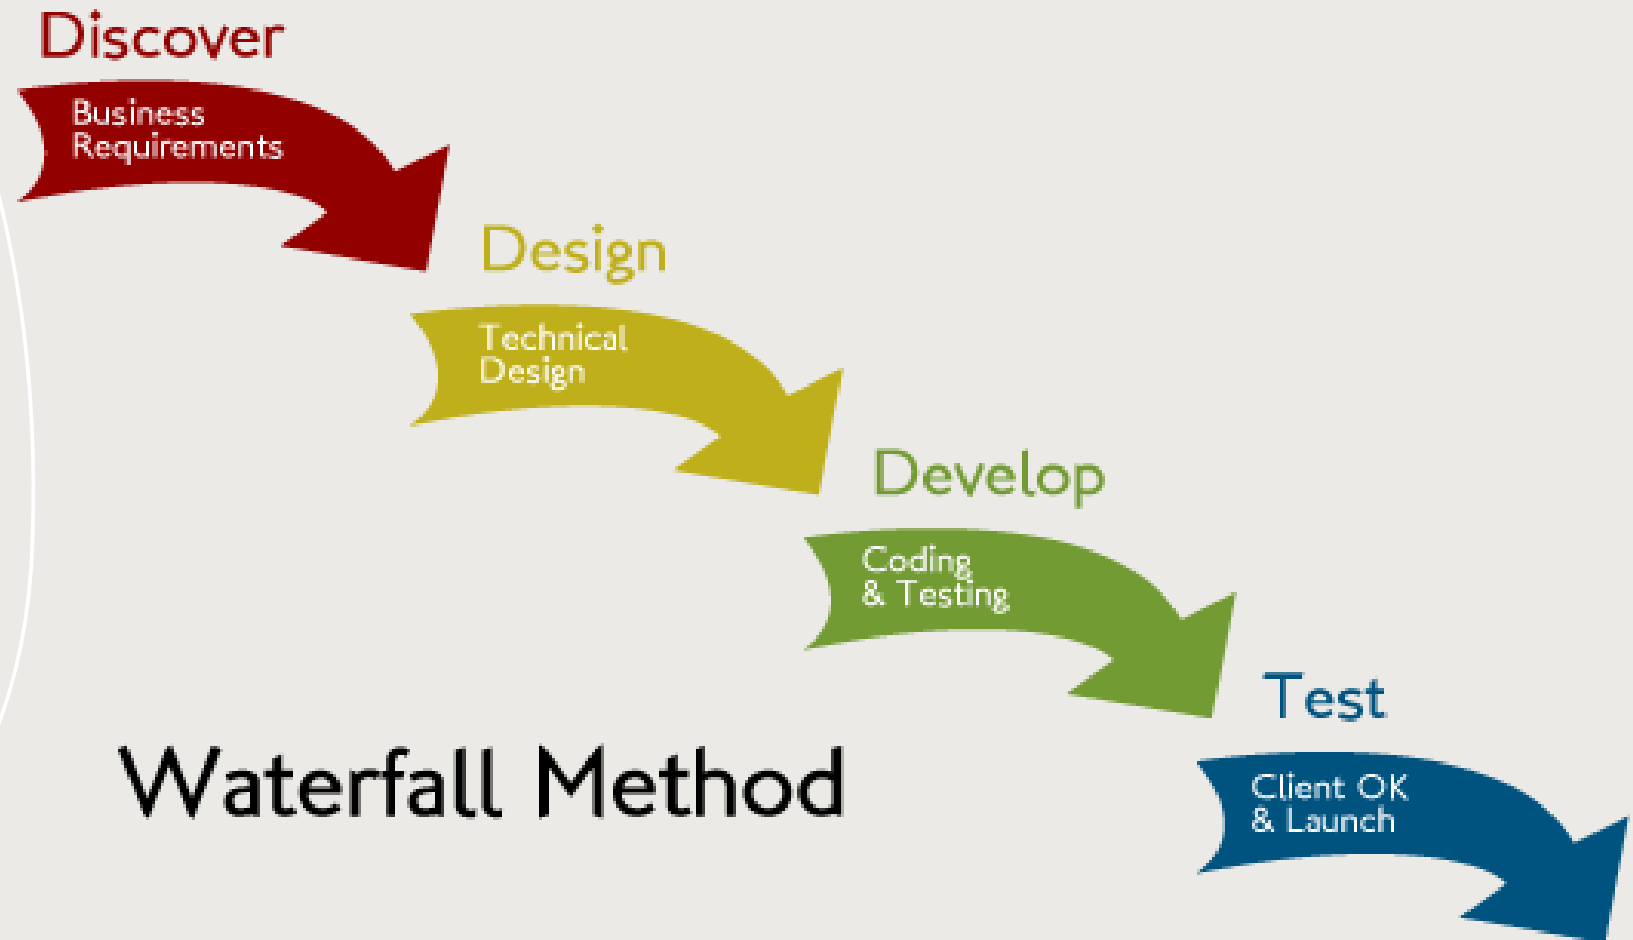 Discover
Business
Requirements
Design
Technical
Design
Develop
Coding
& Testing
Test
Client OK
& Launch
Waterfall Method